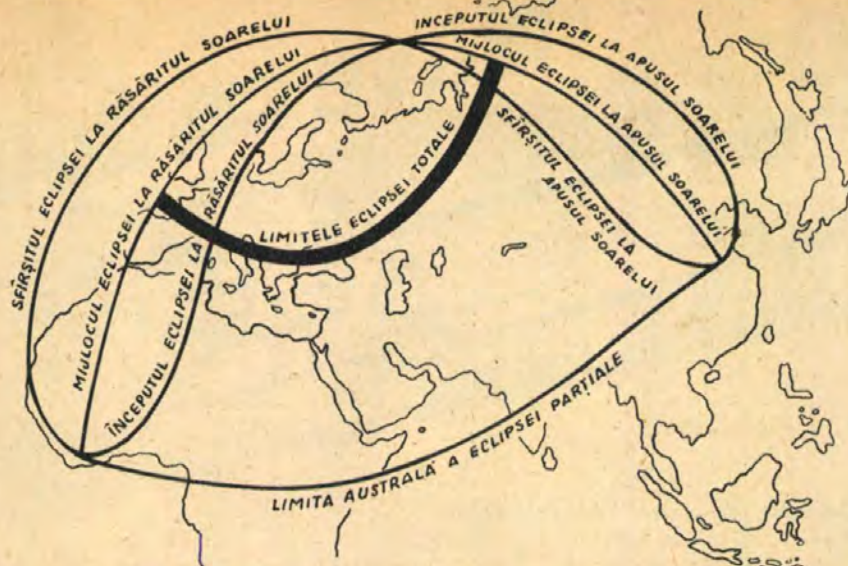 SFÎRȘITUL ECLIPSEI LA RĂSĂRITUL SOARELUI
MIJLOCUL ECLIPSEI LA RĂSĂRITUL SOARELUI
ÎNCEPUTUL ECLIPSEI LA RĂSĂRITUL SOARELUI
INCEPUTUL ECLIPSEI LA APUSUL SOARELUI
MIJLOCUL ECLIPSEI LA APUSUL SOARELUI
SFÎRȘITUL ECLIPSEI LA
APUSUL SOARELUI
LIMITELE ECLIPSEI TOTALE
LIMITA AUSTRALĂ A ECLIPSEI PARȚIALE